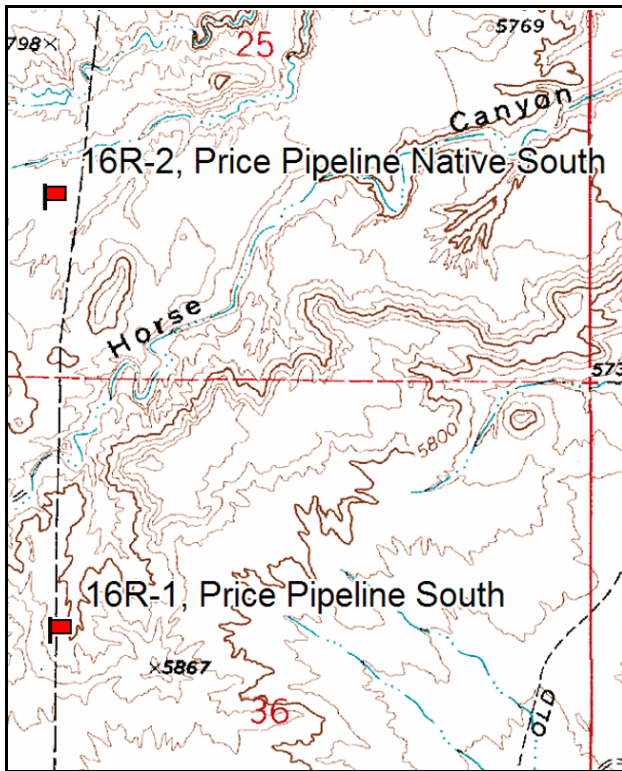 5769
798
25
Canyon
16R-2, Price Pipeline Native South
Horse
573
5800
16R-1, Price Pipeline South
5867
36
OLD